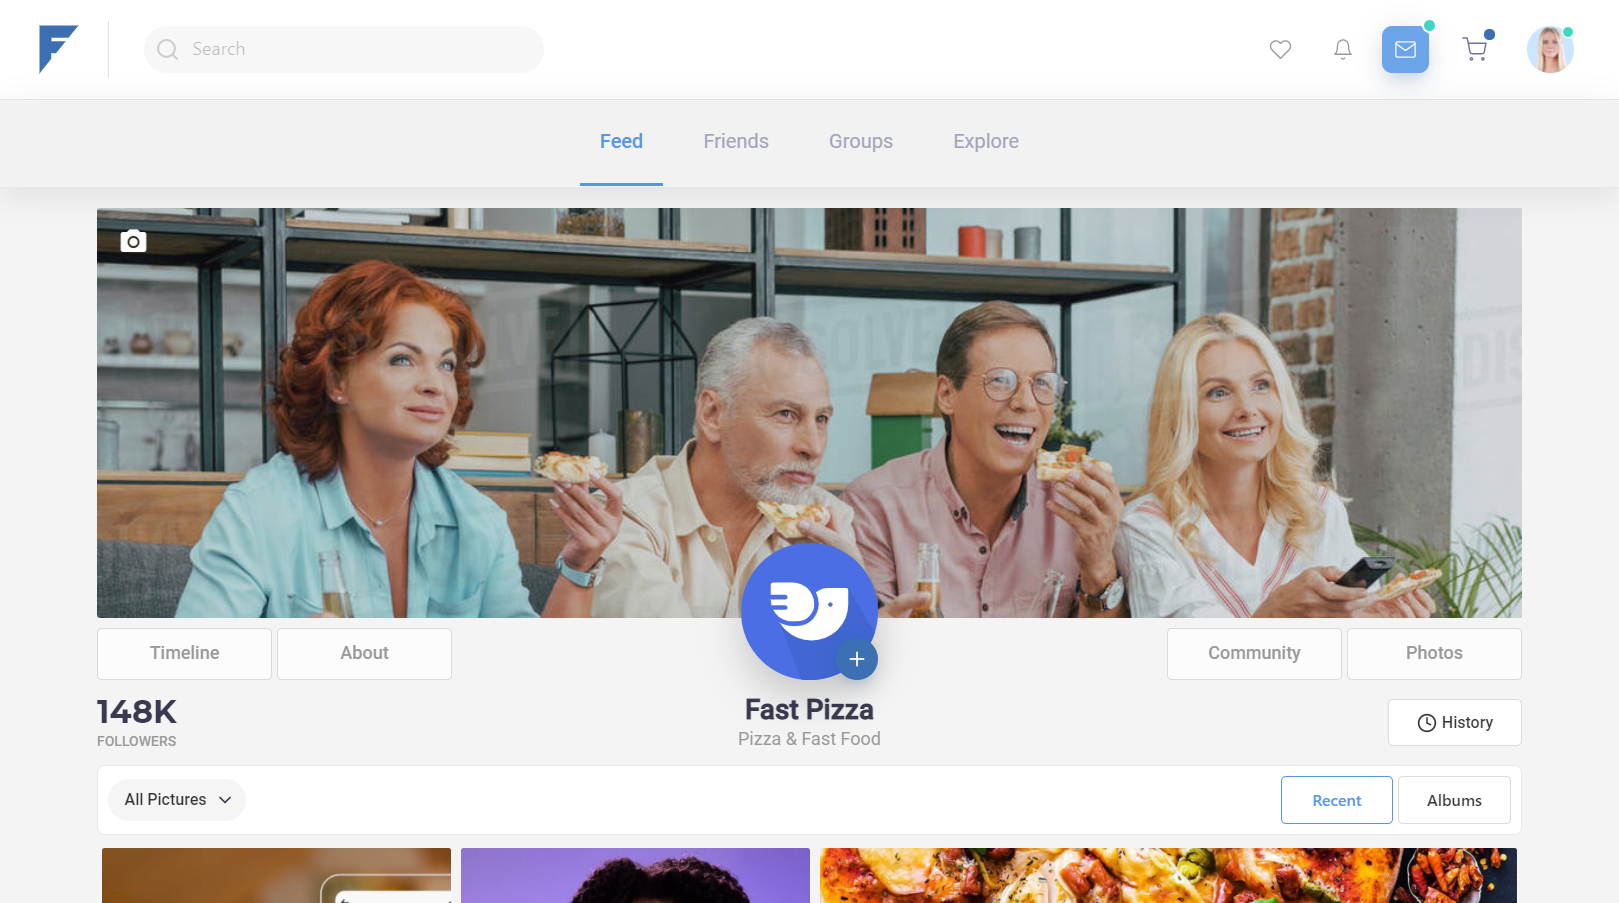 Search
Feed
Friends
Groups
Explore
Timeline
About
Community
Photos
148K
FOLLOWERS
Fast Pizza
Pizza & Fast Food
History
All Pictures
Recent
Albums